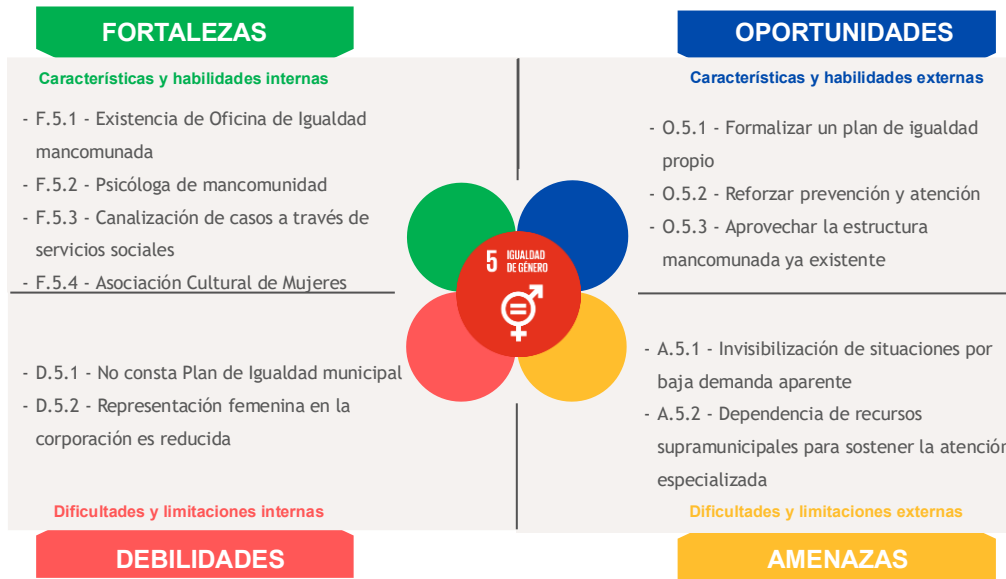 FORTALEZAS
Características y habilidades internas
- F.5.1 - Existencia de Oficina de Igualdad
mancomunada
- F.5.2 - Psicóloga de mancomunidad
- F.5.3 - Canalización de casos a través de
servicios sociales
- F.5.4 - Asociación Cultural de Mujeres
OPORTUNIDADES
Características y habilidades externas
- O.5.1 - Formalizar un plan de igualdad
propio
- O.5.2 - Reforzar prevención y atención
- O.5.3 - Aprovechar la estructura
mancomunada ya existente
5 IGUALDAD
DE GÉNERO
- D.5.1 - No consta Plan de Igualdad municipal
- D.5.2 - Representación femenina en la
corporación es reducida
Dificultades y limitaciones internas
DEBILIDADES
- A.5.1 - Invisibilización de situaciones por
baja demanda aparente
- A.5.2 - Dependencia de recursos
supramunicipales para sostener la atención
especializada
Dificultades y limitaciones externas
AMENAZAS